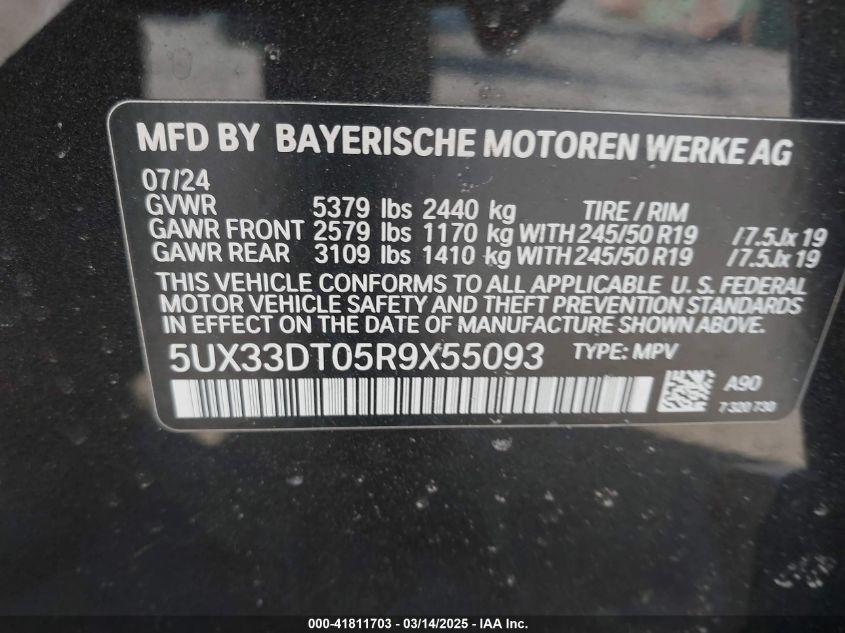 MFD BY BAYERISCHE MOTOREN WERKE AG
07/24
GVWR 5379 lbs 2440 kg TIRE / RIM
GAWR FRONT 2579 lbs 1170 kg WITH 245/50 R19 /7.5Jx19
GAWR REAR 3109 lbs 1410 kg WITH 245/50 R19 /7.5Jx19
THIS VEHICLE CONFORMS TO ALL APPLICABLE U.S. FEDERAL
MOTOR VEHICLE SAFETY AND THEFT PREVENTION STANDARDS
IN EFFECT ON THE DATE OF MANUFACTURE SHOWN ABOVE.
5UX33DT05R9X55093 TYPE: MPV
A90
7 320 730
000-41811703 - 03/14/2025 - IAA Inc.